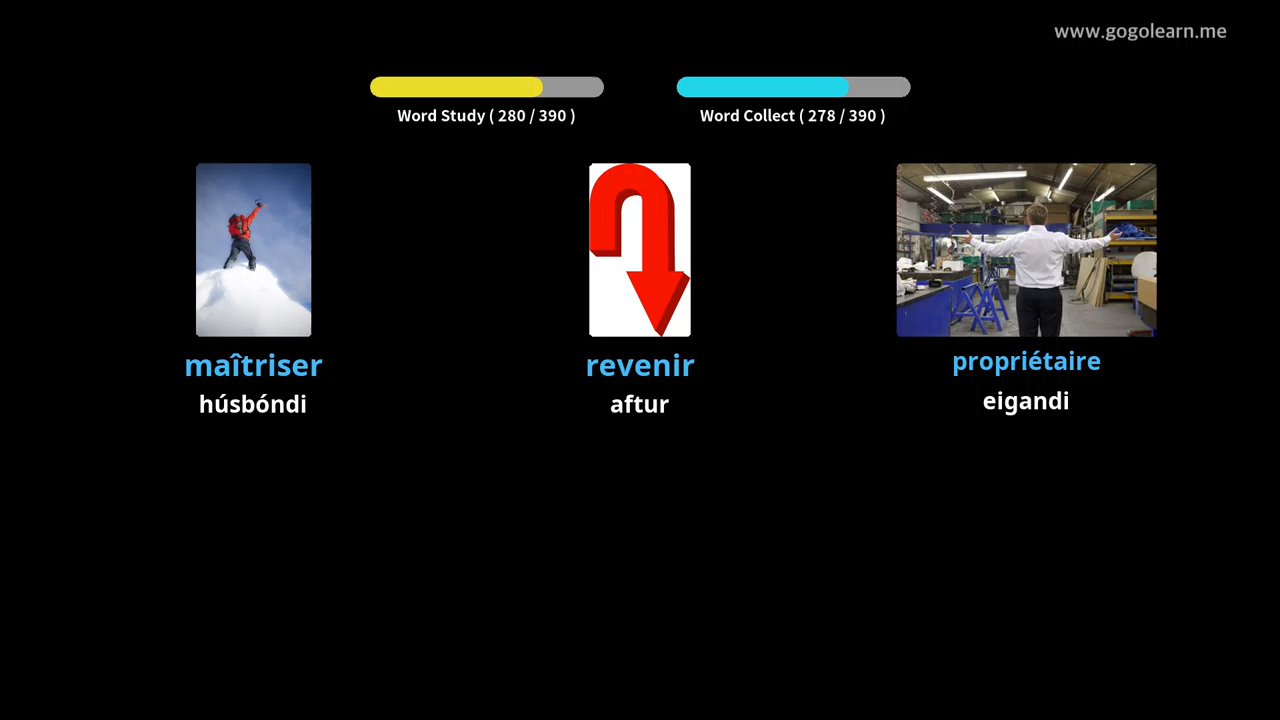 www.gogolearn.me
Word Study ( 280 / 390 )
Word Collect ( 278 / 390 )
maîtriser
húsbóndi
revenir
aftur
propriétaire
eigandi